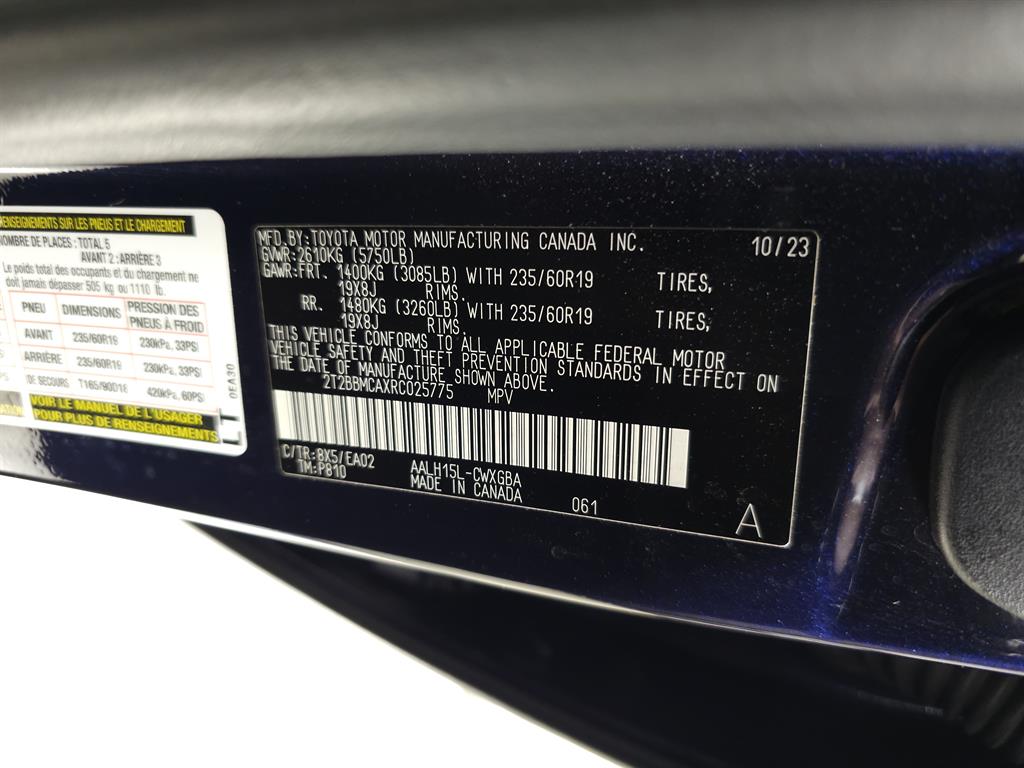 RENSEIGNEMENTS SUR LES PNEUS ET LE CHARGEMENT
NOMBRE DE PLACES : TOTAL 5
AVANT 2 : ARRIÈRE 3
Le poids total des occupants et du chargement ne
doit jamais dépasser 505 kg ou 1110 lb.
PNEU DIMENSIONS PRESSION DES PNEUS À FROID
AVANT 235/60R19 230kPa, 33PSI
ARRIÈRE 235/60R19 230kPa, 33PSI
DE SECOURS T165/90D18 420kPa, 60PSI
VOIR LE MANUEL DE L'USAGER
POUR PLUS DE RENSEIGNEMENTS
0EA30
MFD.BY:TOYOTA MOTOR MANUFACTURING CANADA INC. 10/23
GVWR:2610KG (5750LB)
GAWR:FRT. 1400KG (3085LB) WITH 235/60R19 TIRES,
19X8J RIMS.
RR. 1480KG (3260LB) WITH 235/60R19 TIRES,
19X8J RIMS.
THIS VEHICLE CONFORMS TO ALL APPLICABLE FEDERAL MOTOR
VEHICLE SAFETY AND THEFT PREVENTION STANDARDS IN EFFECT ON
THE DATE OF MANUFACTURE SHOWN ABOVE.
2T2BBMCAXRC025775 MPV
C/TR:8X5/EA02 AALH15L-CWXGBA
TM:P810 MADE IN CANADA 061
A